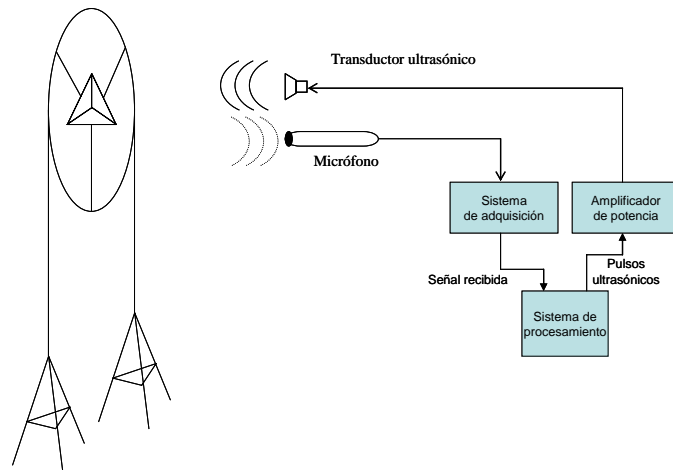 Transductor ultrasónico
Micrófono
Sistema
de adquisición
Amplificador
de potencia
Señal recibida
Pulsos
ultrasónicos
Sistema de
procesamiento